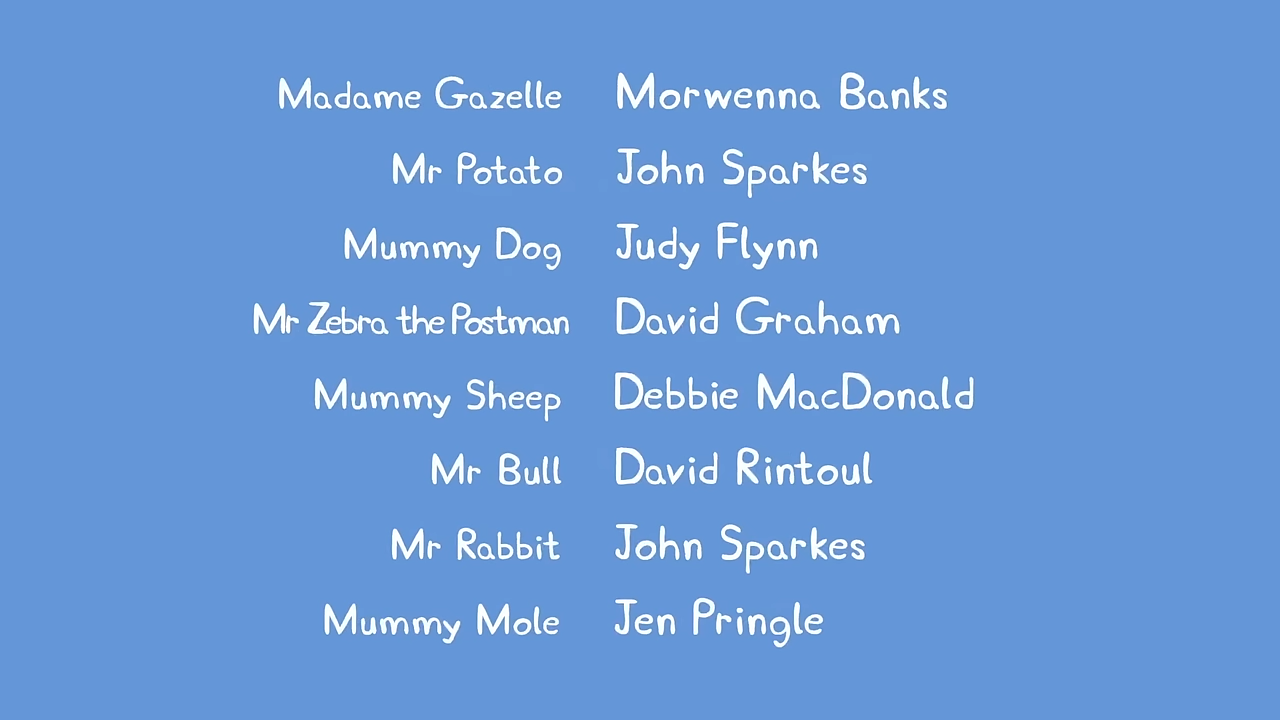 Madame Gazelle Morwenna Banks
Mr Potato John Sparkes
Mummy Dog Judy Flynn
Mr Zebra the Postman David Graham
Mummy Sheep Debbie MacDonald
Mr Bull David Rintoul
Mr Rabbit John Sparkes
Mummy Mole Jen Pringle